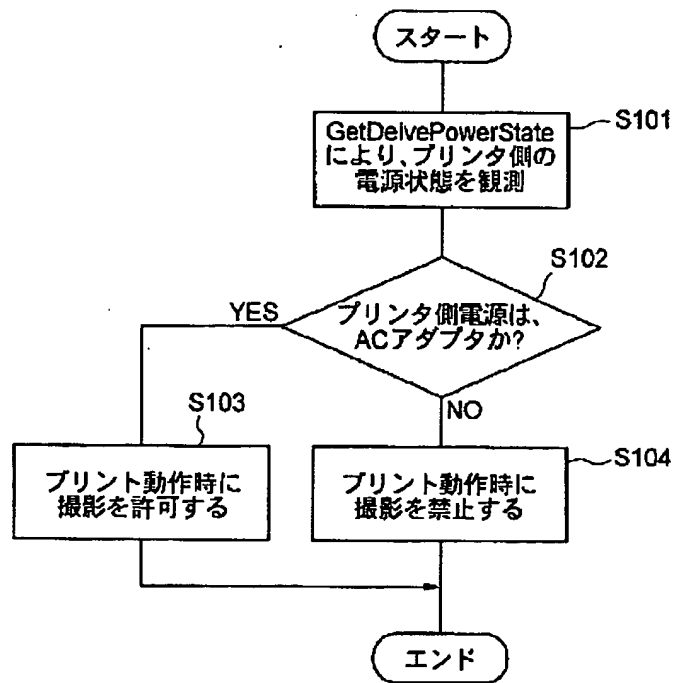 スタート
GetDeivePowerState
により、プリンタ側の
電源状態を観測
S101
S102
プリンタ側電源は、
ACアダプタか?
YES
NO
S103
プリント動作時に
撮影を許可する
S104
プリント動作時に
撮影を禁止する
エンド